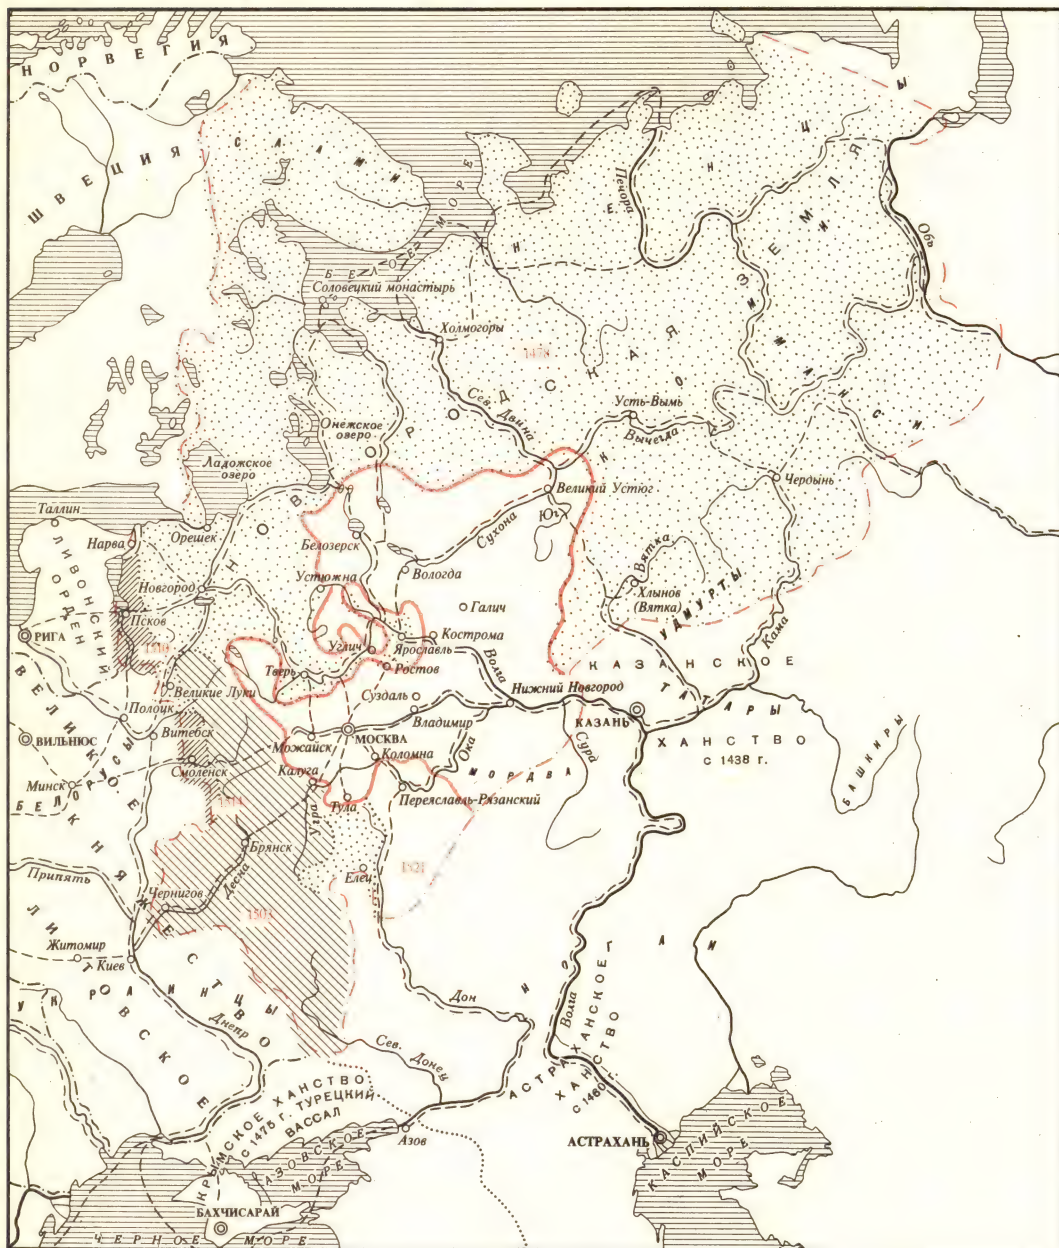 НОРВЕГИЯ
ШВЕЦИЯ
СААМИ
БЕЛОЕ МОРЕ
Соловецкий монастырь
Холмогоры
НЕНЦЫ
Печора
Обь
НОВГОРОДСКАЯ ЗЕМЛЯ
1478
КОМИ
МАНСИ
Сев. Двина
Усть-Вымь
Вычегда
Онежское
озеро
Ладожское
озеро
Чердынь
Великий Устюг
Юг
Сухона
Таллин
Нарва
Орешек
Белозерск
ЛИВОНСКИЙ
ОРДЕН
Вологда
Вятка
Хлынов
(Вятка)
УДМУРТЫ
Кама
Новгород
Устюжна
Галич
Псков
РИГА
1510
Углич
Ярославль
Кострома
Ростов
Тверь
Волга
КАЗАНСКОЕ
ТАТАРЫ
ХАНСТВО
с 1438 г.
Великие Луки
Суздаль
Нижний Новгород
КАЗАНЬ
Полоцк
Витебск
Владимир
МОСКВА
Можайск
Коломна
Ока
Сура
ВИЛЬНЮС
МОРДВА
БАШКИРЫ
Смоленск
Калуга
Минск
БЕЛОРУСЫ
Тула
Переяславль-Рязанский
1514
Угра
Брянск
Десна
Елец
1521
Припять
Чернигов
1503
ВЕЛИКОЕ КНЯЖЕСТВО
ЛИТОВСКОЕ
Житомир
Киев
УКРАИНЦЫ
Днепр
Дон
НОГАИ
Волга
Сев. Донец
АСТРАХАНСКОЕ
ХАНСТВО
с 1460 г.
КРЫМСКОЕ ХАНСТВО
с 1475 г. ТУРЕЦКИЙ
ВАССАЛ
Азов
АЗОВСКОЕ
МОРЕ
АСТРАХАНЬ
КАСПИЙСКОЕ
МОРЕ
БАХЧИСАРАЙ
ЧЕРНОЕ МОРЕ